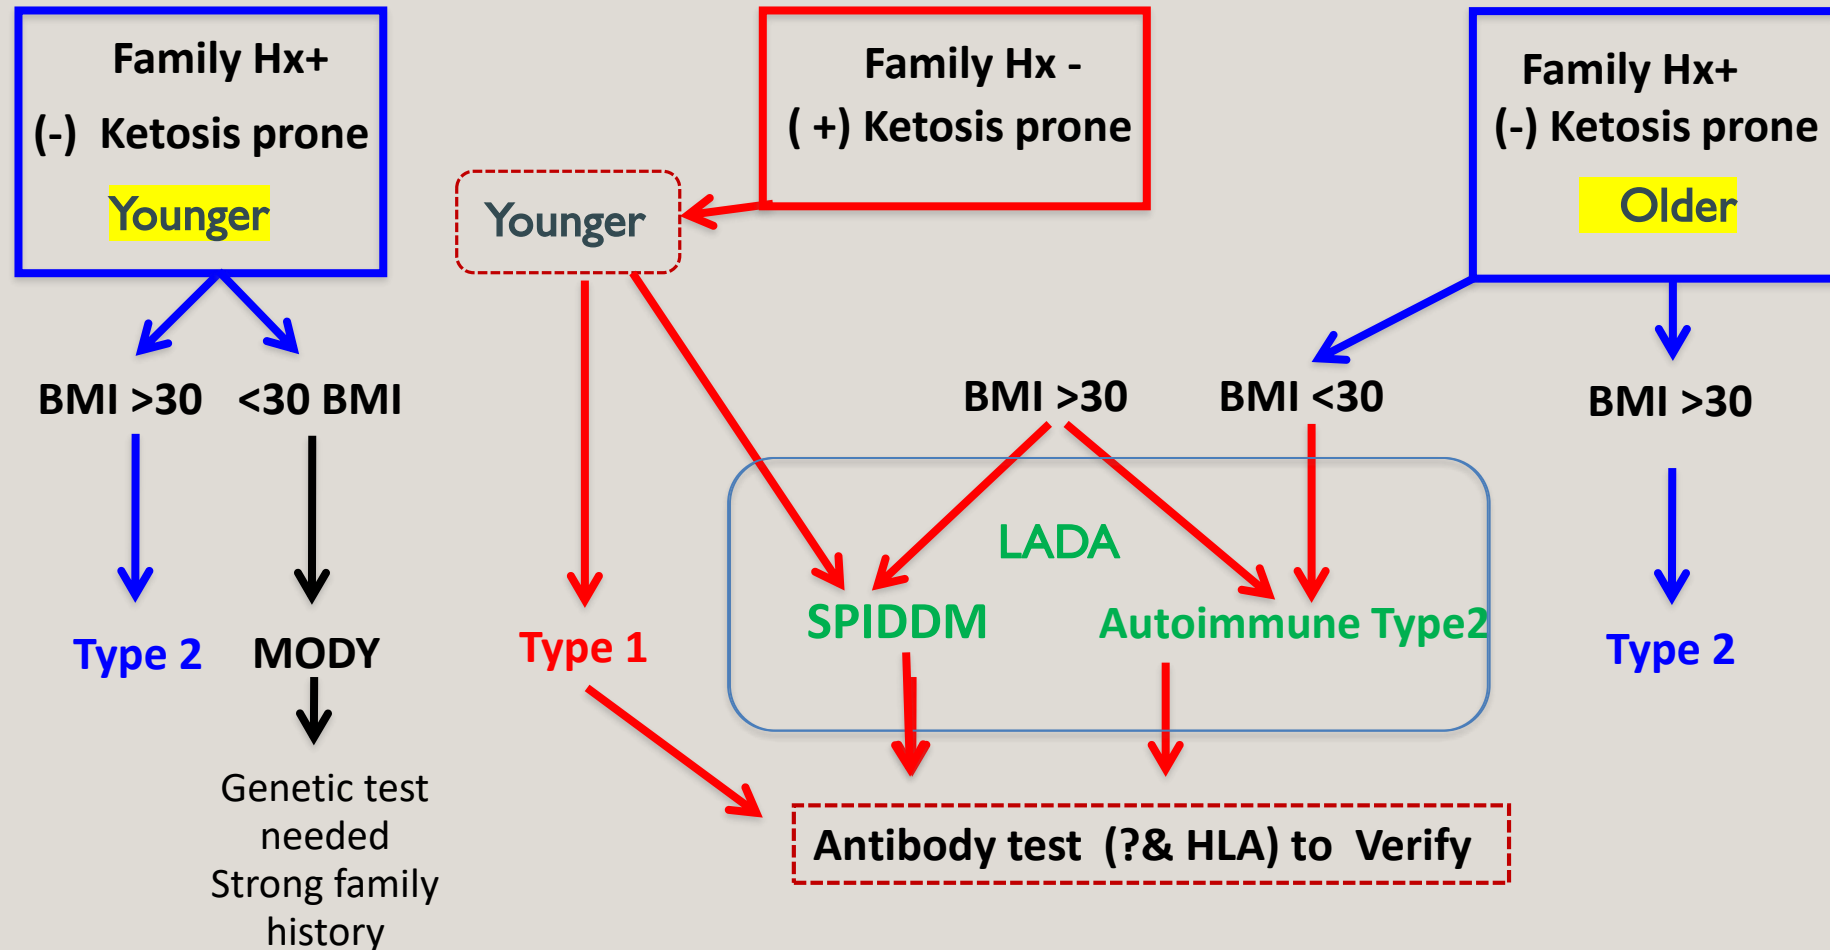 Family Hx+
(-) Ketosis prone
Younger
Family Hx -
( +) Ketosis prone
Younger
Family Hx+
(-) Ketosis prone
Older
BMI >30
<30 BMI
BMI >30
BMI <30
BMI >30
LADA
Type 2
MODY
Type 1
SPIDDM
Autoimmune Type2
Type 2
Genetic test
needed
Strong family
history
Antibody test (?& HLA) to Verify